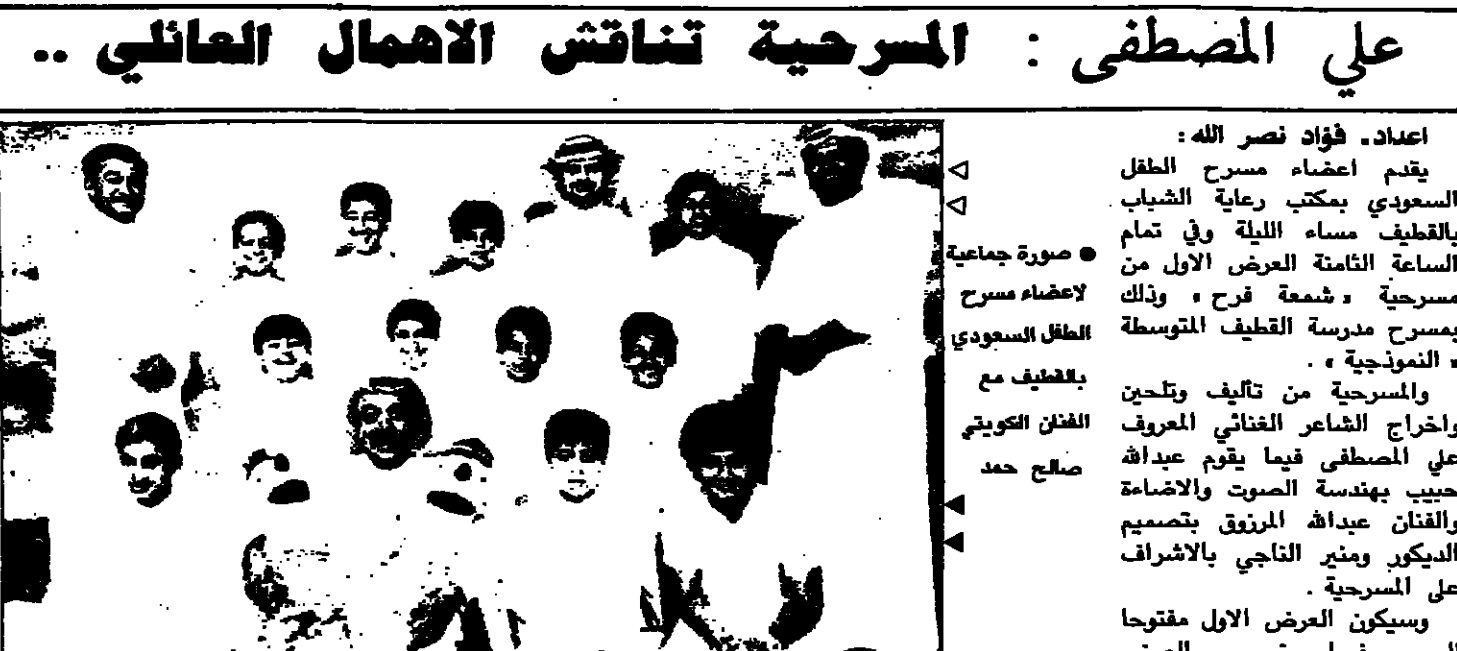 علي المصطفى : المسرحية تناقش الاهمال العائلي ..
اعداد۔ فؤاد نصر الله :
يقدم اعضاء مسرح الطفل
السعودي بمكتب رعاية الشباب
بالقطيف مساء الليلة وفي تمام
الساعة الثامنة العرض الاول من
مسرحية « شمعة فرح » وذلك
بمسرح مدرسة القطيف المتوسطة
« النموذجية » .
والمسرحية من تأليف وتلحين
واخراج الشاعر الغنائي المعروف
علي المصطفى فيما يقوم عبدالله
حبيب بهندسة الصوت والاضاءة
والفنان عبدالله المرزوق بتصميم
الديكور ومنير الناجي بالاشراف
على المسرحية .
وسيكون العرض الاول مفتوحا
● صورة جماعية
لاعضاء مسرح
الطفل السعودي
بالقطيف مع
الفنان الكويتي
صالح حمد